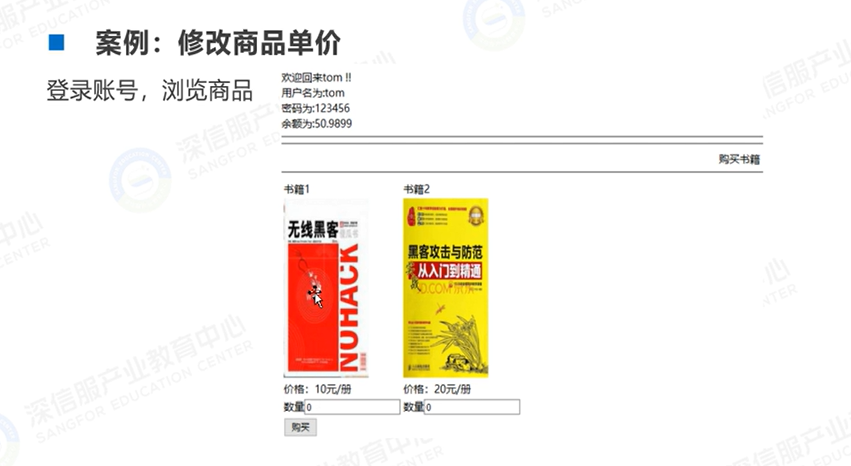 案例：修改商品单价
登录账号，浏览商品
欢迎回来tom !!
用户名为:tom
密码为:123456
余额为:50.9899
购买书籍
书籍1
书籍2
无线黑客
NUHACK
黑客攻击与防范
实战从入门到精通
价格：10元/册
价格：20元/册
数量0
数量0
购买
深信服产业教育中心
SANGFOR EDUCATION CENTER